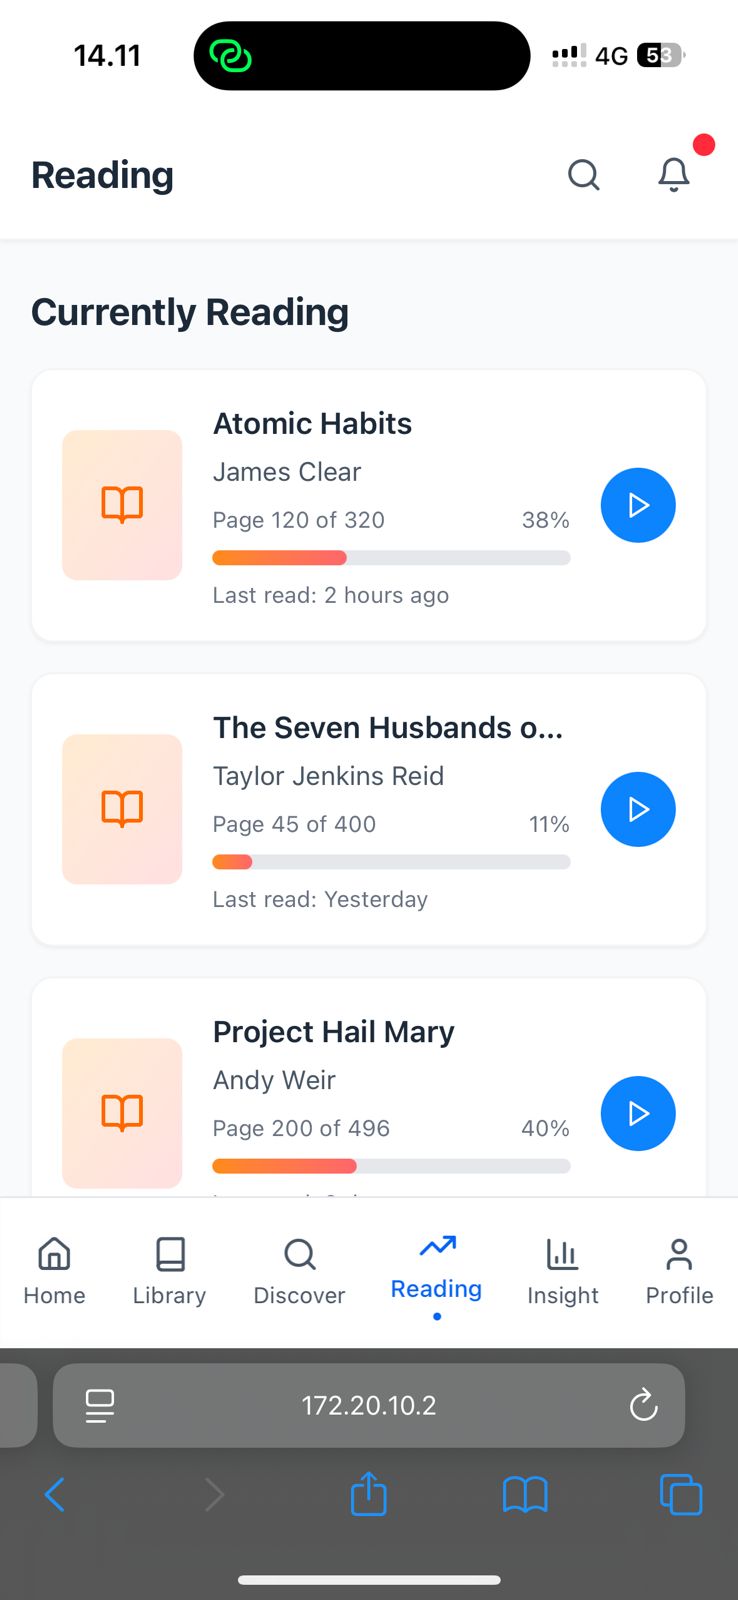 14.11
4G 53
Reading
Currently Reading
Atomic Habits
James Clear
Page 120 of 320 38%
Last read: 2 hours ago
The Seven Husbands o...
Taylor Jenkins Reid
Page 45 of 400 11%
Last read: Yesterday
Project Hail Mary
Andy Weir
Page 200 of 496 40%
Home Library Discover Reading Insight Profile
172.20.10.2